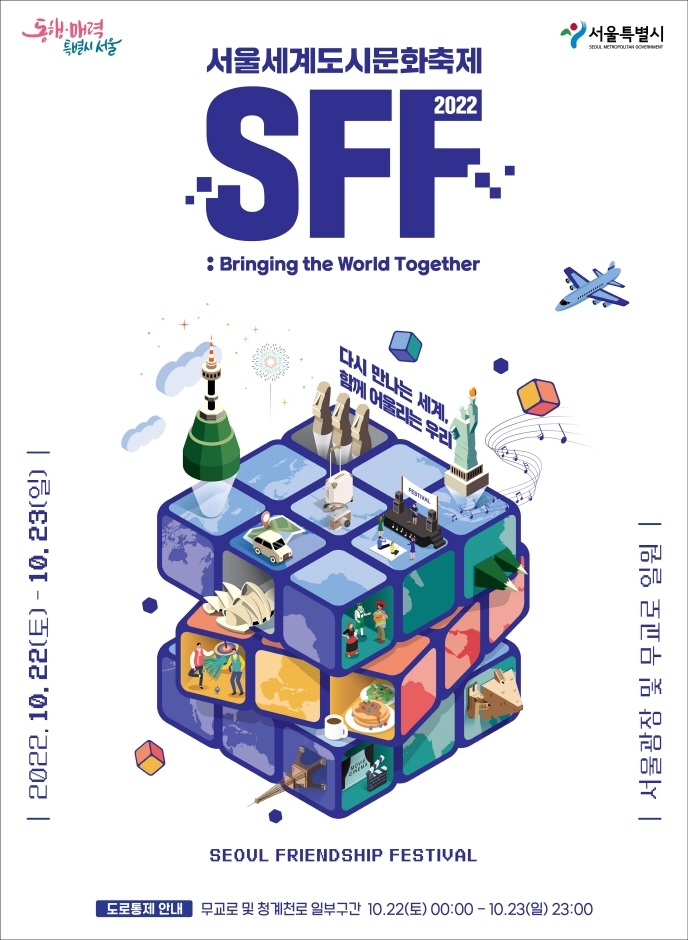 동행·매력
특별시 서울
서울특별시
SEOUL METROPOLITAN GOVERNMENT
서울세계도시문화축제
SFF
2022
: Bringing the World Together
다시 만나는 세계,
함께 어울리는 우리
FESTIVAL
MOVIE
CINEMA
2022. 10. 22(토) - 10. 23(일)
서울광장 및 무교로 일원
SEOUL FRIENDSHIP FESTIVAL
도로통제 안내 무교로 및 청계천로 일부구간 10.22(토) 00:00 - 10.23(일) 23:00